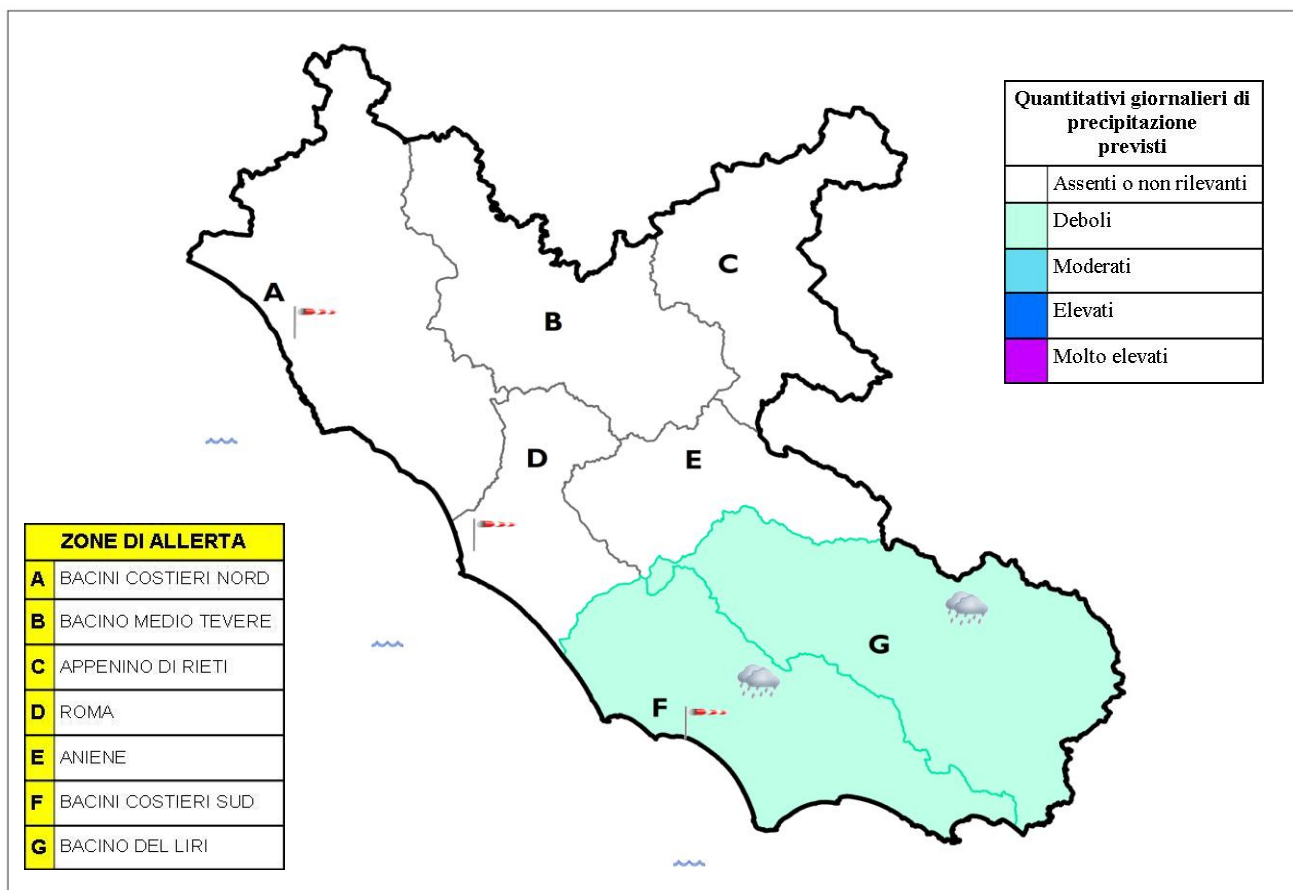 Quantitativi giornalieri di
precipitazione
previsti
Assenti o non rilevanti
Deboli
Moderati
Elevati
Molto elevati
A
B
C
D
E
F
G
ZONE DI ALLERTA
A BACINI COSTIERI NORD
B BACINO MEDIO TEVERE
C APPENINO DI RIETI
D ROMA
E ANIENE
F BACINI COSTIERI SUD
G BACINO DEL LIRI